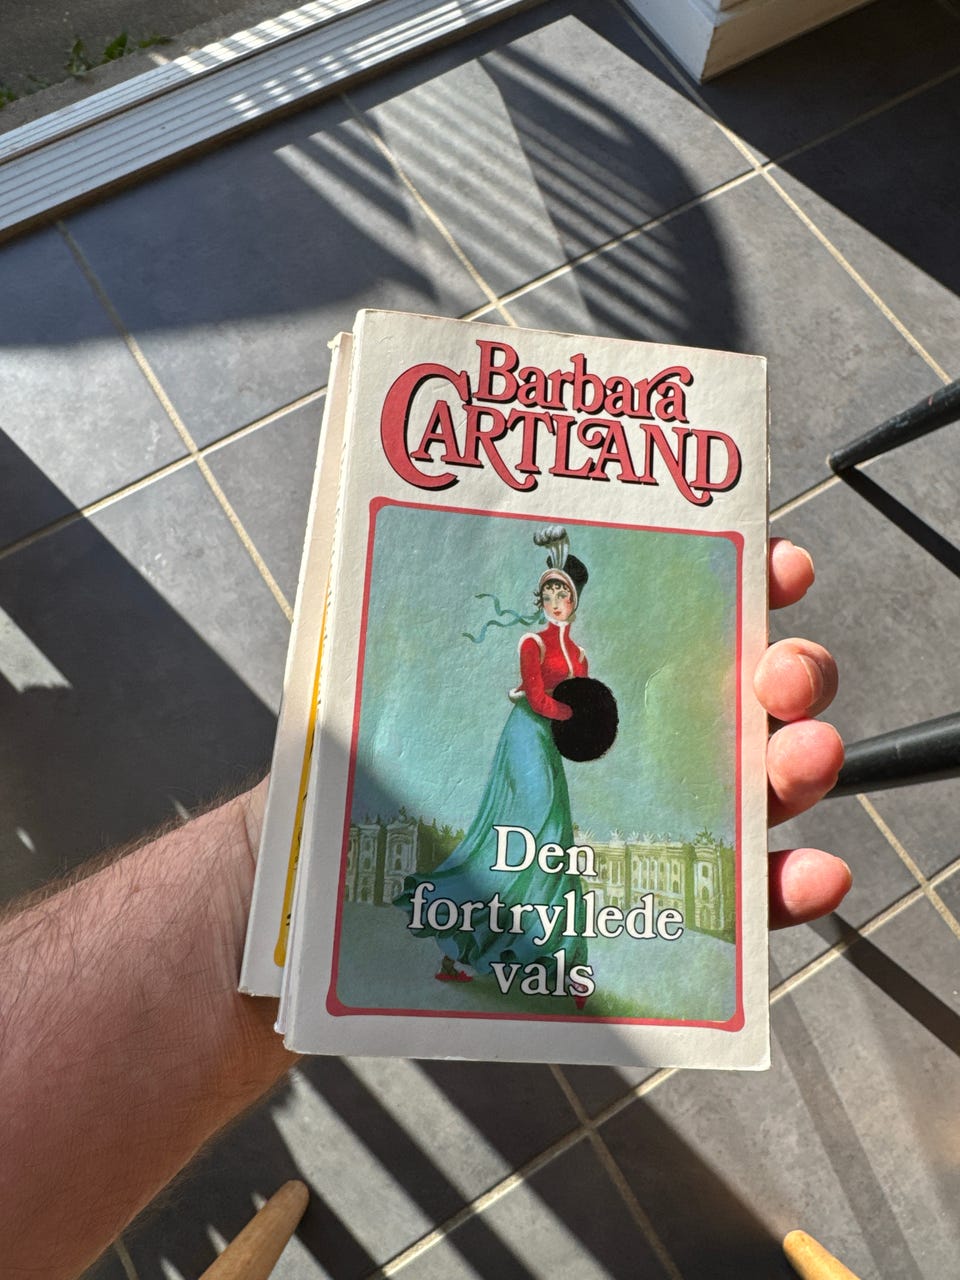 Barbara
CARTLAND
Den
fortryllede
vals